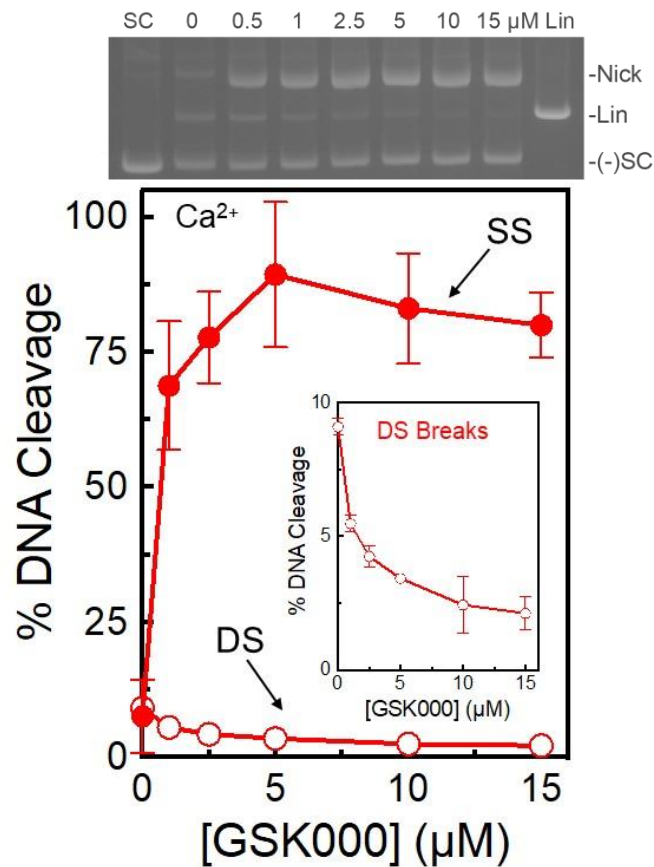 SC 0 0.5 1 2.5 5 10 15 µM Lin
-Nick
-Lin
-(-)SC
100
75
50
25
0
% DNA Cleavage
Ca²⁺
SS
DS
10
5
0
% DNA Cleavage
DS Breaks
0 5 10 15
[GSK000] (µM)
0 5 10 15
[GSK000] (µM)